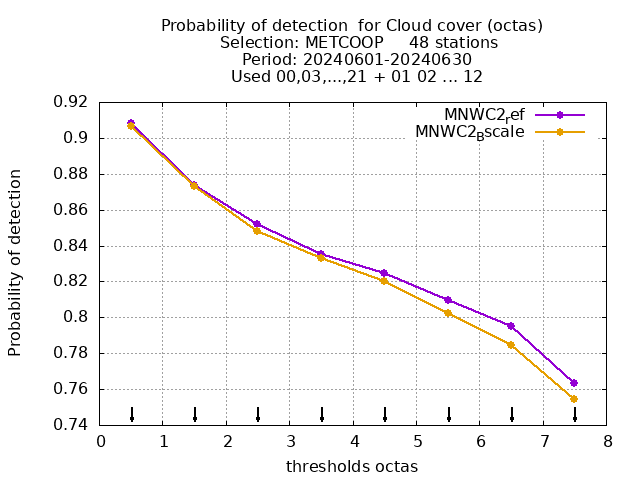 Probability of detection  for Cloud cover (octas)
Selection: METCOOP     48 stations
Period: 20240601-20240630
Used 00,03,...,21 + 01 02 ... 12
MNWC2ref
MNWC2Bscale
0.92
0.9
0.88
0.86
0.84
0.82
0.8
0.78
0.76
0.74
Probability of detection
0 1 2 3 4 5 6 7 8
thresholds octas